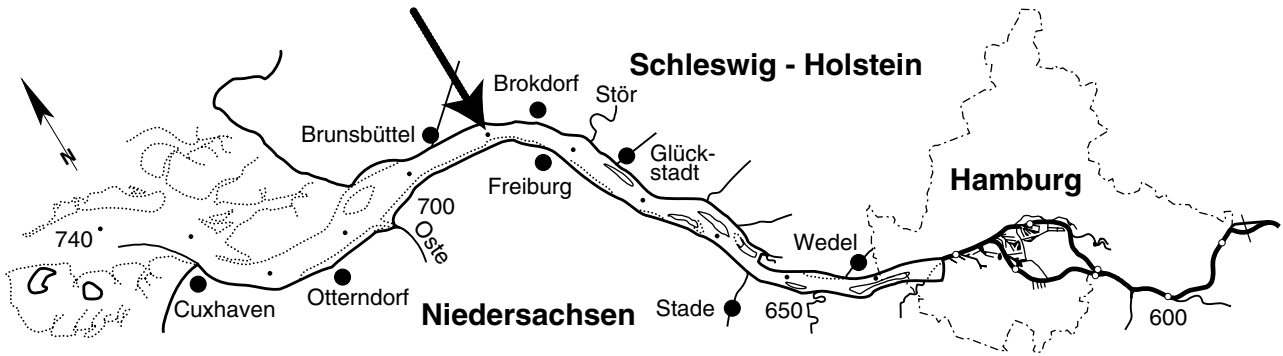 Schleswig - Holstein
Brokdorf
Stör
Brunsbüttel
Glück-
stadt
N
Freiburg
Hamburg
700
Oste
740
Wedel
Cuxhaven
Otterndorf
Niedersachsen
Stade
650
600